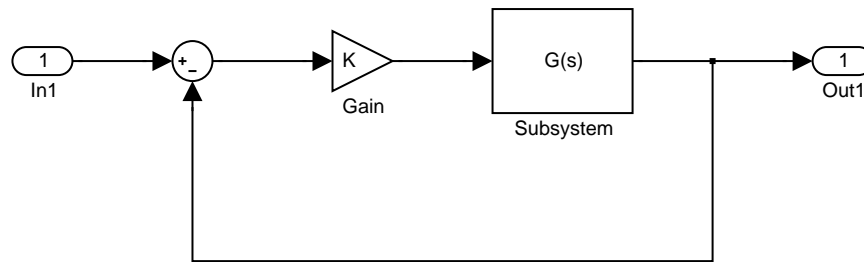 1
In1
+
−
K
Gain
G(s)
Subsystem
1
Out1